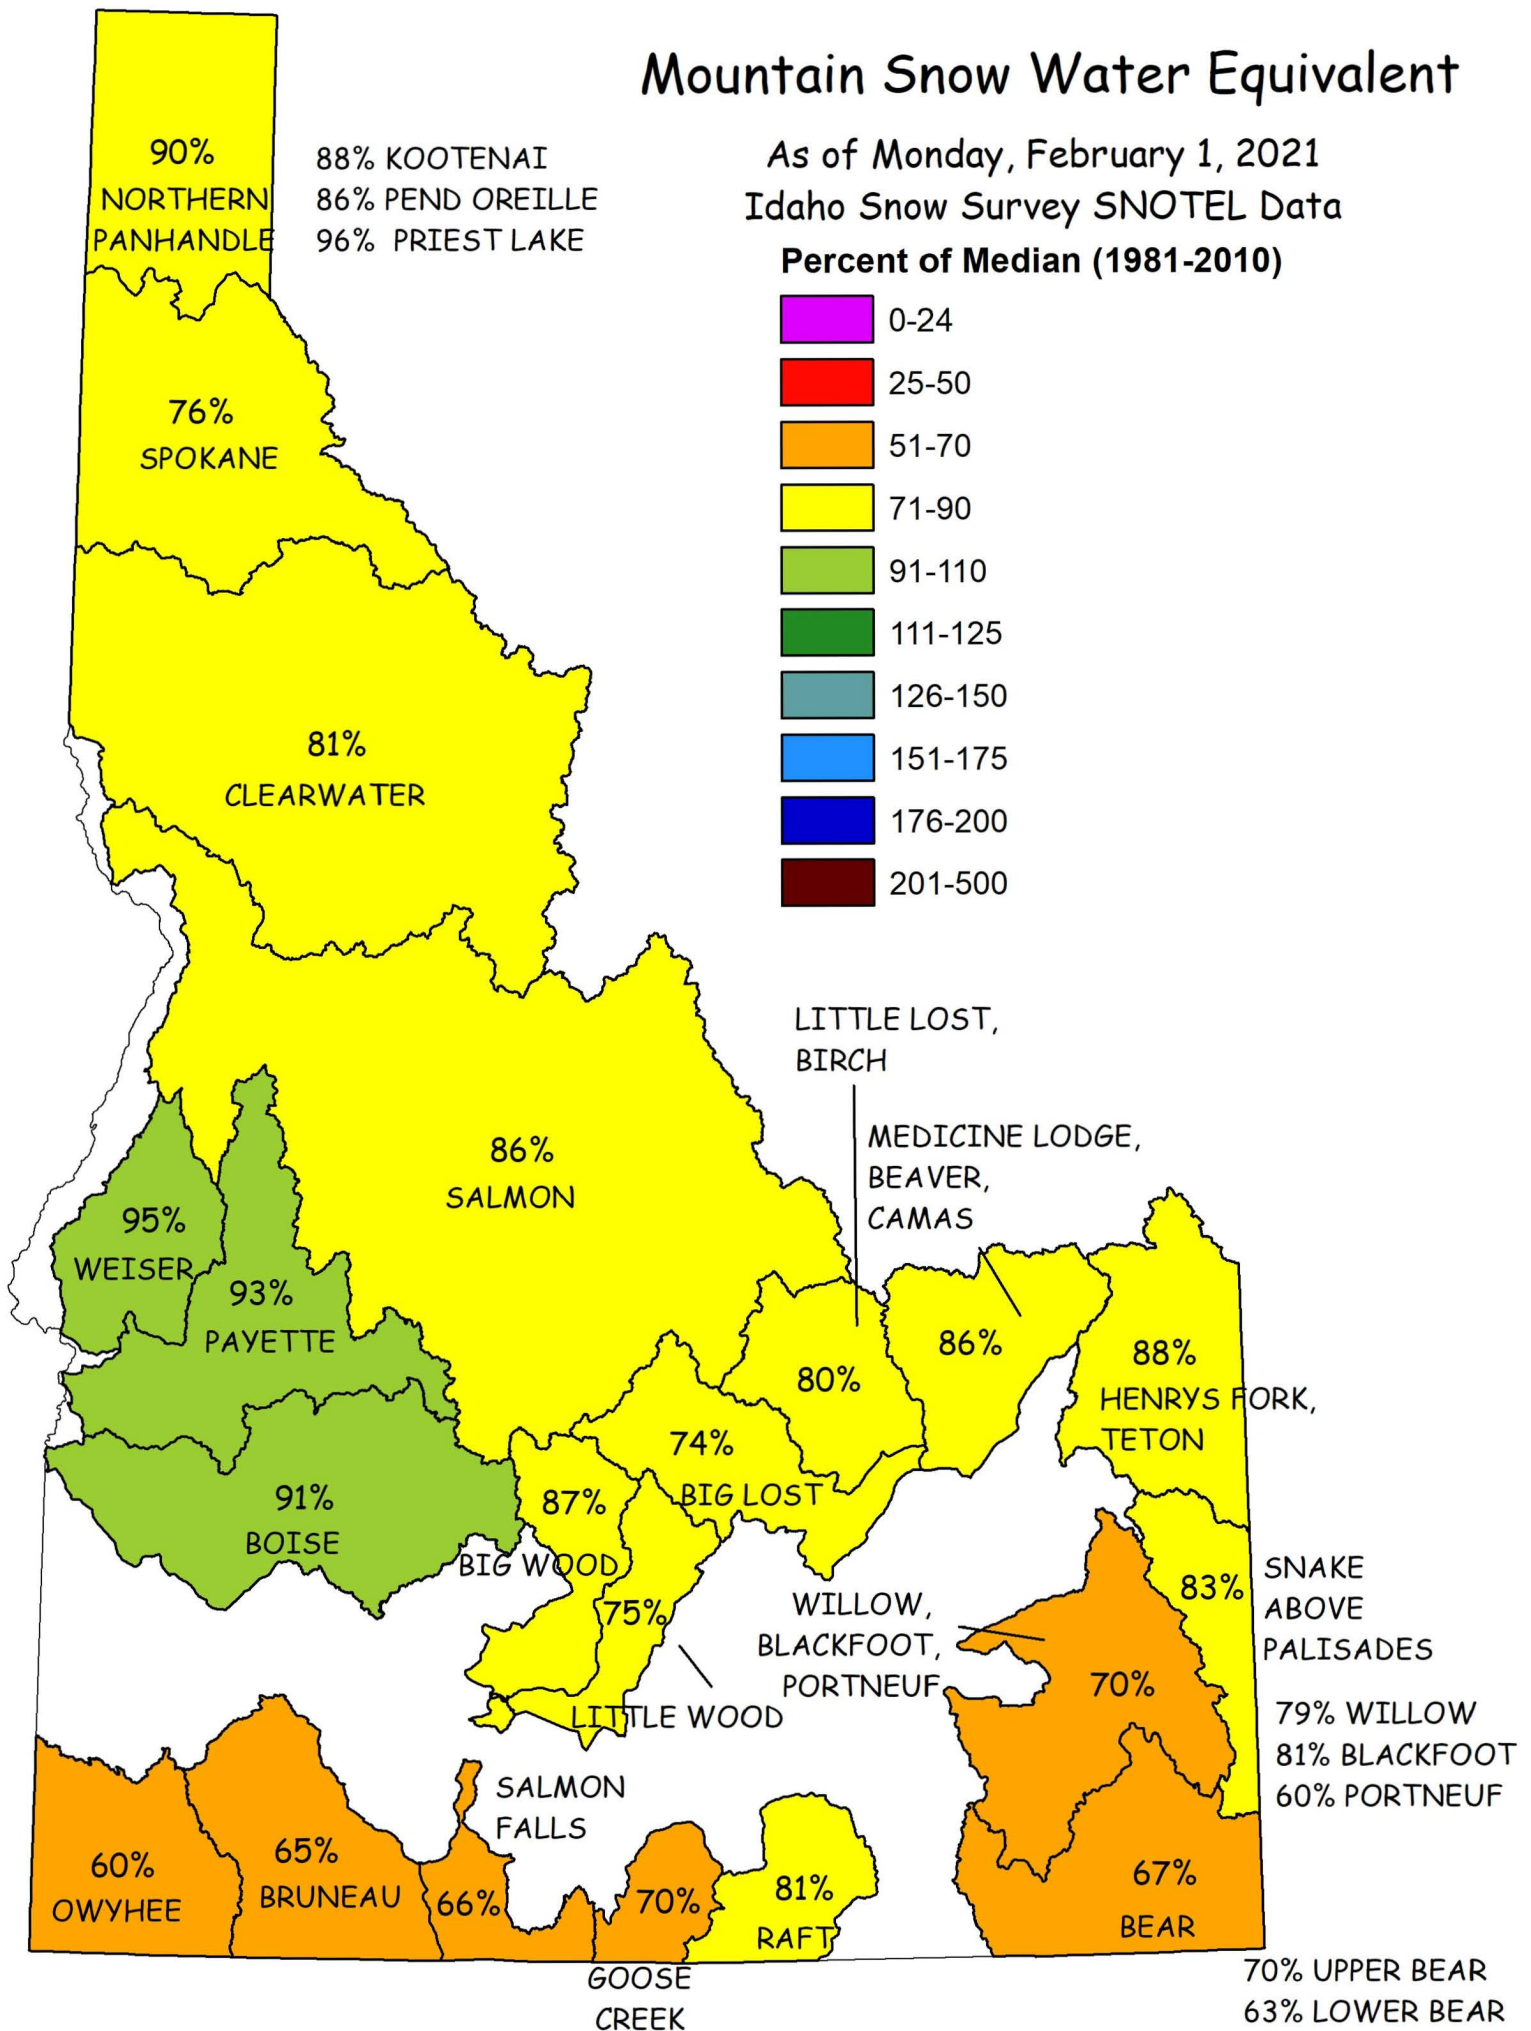 Mountain Snow Water Equivalent
As of Monday, February 1, 2021
Idaho Snow Survey SNOTEL Data
Percent of Median (1981-2010)
0-24
25-50
51-70
71-90
91-110
111-125
126-150
151-175
176-200
201-500
90%
NORTHERN
PANHANDLE
88% KOOTENAI
86% PEND OREILLE
96% PRIEST LAKE
76%
SPOKANE
81%
CLEARWATER
86%
SALMON
95%
WEISER
93%
PAYETTE
91%
BOISE
LITTLE LOST,
BIRCH
80%
MEDICINE LODGE,
BEAVER,
CAMAS
86%
88%
HENRYS FORK,
TETON
74%
BIG LOST
87%
BIG WOOD
75%
LITTLE WOOD
WILLOW,
BLACKFOOT,
PORTNEUF
70%
83%
SNAKE
ABOVE
PALISADES
79% WILLOW
81% BLACKFOOT
60% PORTNEUF
60%
OWYHEE
65%
BRUNEAU
SALMON
FALLS
66%
70%
GOOSE
CREEK
81%
RAFT
67%
BEAR
70% UPPER BEAR
63% LOWER BEAR